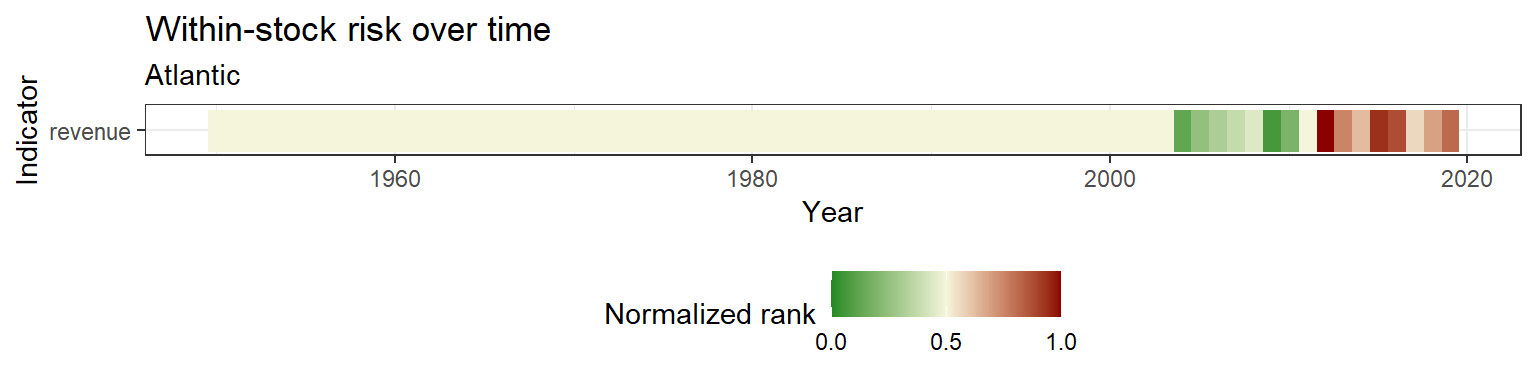 Within-stock risk over time
Atlantic
Indicator
revenue
1960 1980 2000 2020
Year
Normalized rank
0.0 0.5 1.0